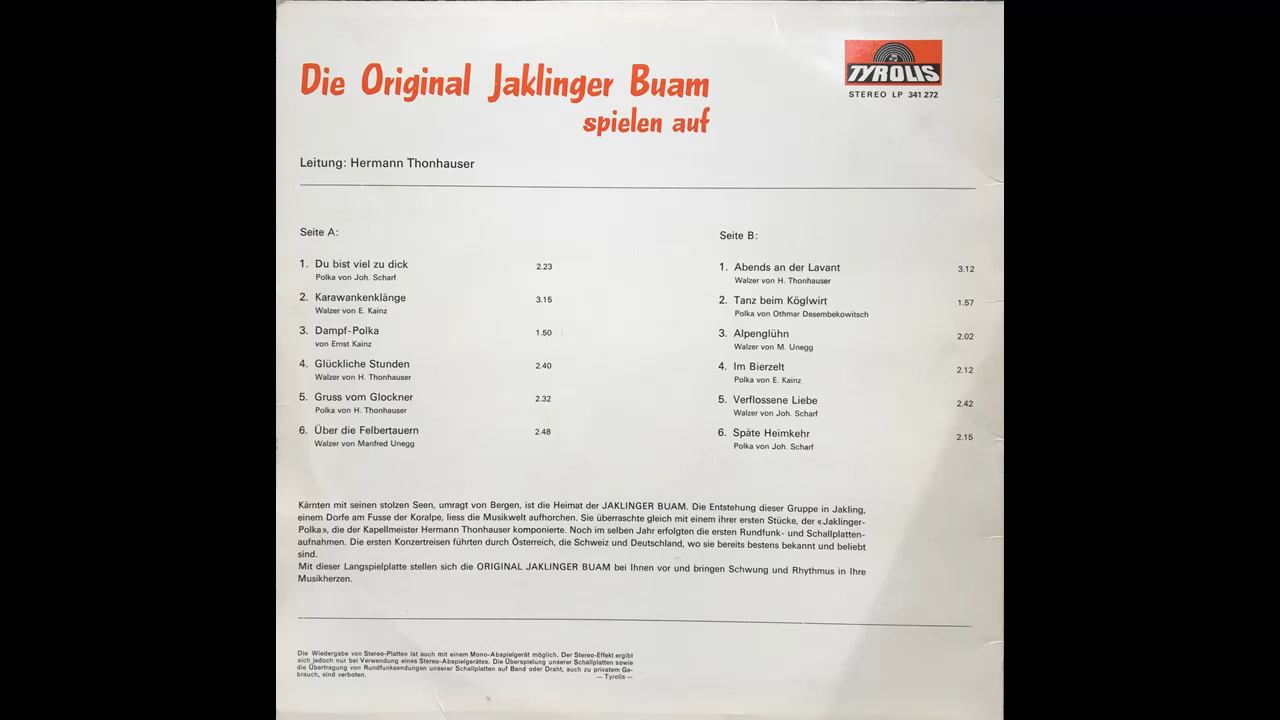 Die Original Jaklinger Buam
spielen auf
TYROLIS
STEREO LP 341 272
Leitung: Hermann Thonhauser
Seite A:
1. Du bist viel zu dick 2.23
Polka von Joh. Scharf
2. Karawankenklänge 3.15
Walzer von E. Kainz
3. Dampf-Polka 1.50
von Ernst Kainz
4. Glückliche Stunden 2.40
Walzer von H. Thonhauser
5. Gruss vom Glockner 2.32
Polka von H. Thonhauser
6. Über die Felbertauern 2.48
Walzer von Manfred Unegg
Seite B:
1. Abends an der Lavant 3.12
Walzer von H. Thonhauser
2. Tanz beim Köglwirt 1.57
Polka von Othmar Desembekowitsch
3. Alpenglühn 2.02
Walzer von M. Unegg
4. Im Bierzelt 2.12
Polka von E. Kainz
5. Verflossene Liebe 2.42
Walzer von Joh. Scharf
6. Späte Heimkehr 2.15
Polka von Joh. Scharf
Kärnten mit seinen stolzen Seen, umragt von Bergen, ist die Heimat der JAKLINGER BUAM. Die Entstehung dieser Gruppe in Jakling,
einem Dorfe am Fusse der Koralpe, liess die Musikwelt aufhorchen. Sie überraschte gleich mit einem ihrer ersten Stücke, der «Jaklinger-
Polka», die der Kapellmeister Hermann Thonhauser komponierte. Noch im selben Jahr erfolgten die ersten Rundfunk- und Schallplatten-
aufnahmen. Die ersten Konzertreisen führten durch Österreich, die Schweiz und Deutschland, wo sie bereits bestens bekannt und beliebt
sind.
Mit dieser Langspielplatte stellen sich die ORIGINAL JAKLINGER BUAM bei Ihnen vor und bringen Schwung und Rhythmus in Ihre
Musikherzen.
Die Wiedergabe von Stereo-Platten ist auch mit einem Mono-Abspielgerät möglich. Der Stereo-Effekt ergibt
sich jedoch nur bei Verwendung eines Stereo-Abspielgerätes. Die Überspielung unserer Schallplatten sowie
die Übertragung von Rundfunksendungen unserer Schallplatten auf Band oder Draht, auch zu privatem Ge-
brauch, sind verboten. — Tyrolis —